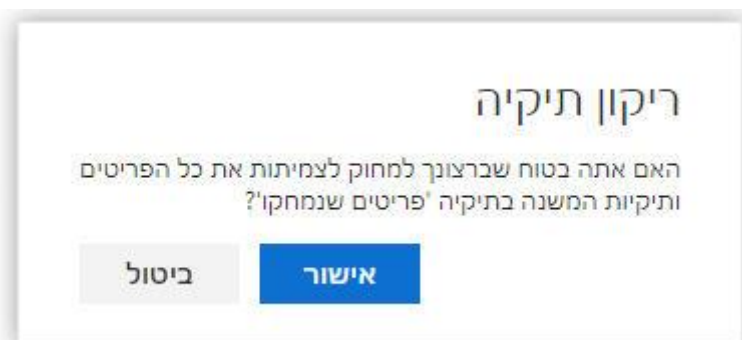 ריקון תיקיה
האם אתה בטוח שברצונך למחוק לצמיתות את כל הפריטים
ותיקיות המשנה בתיקיה 'פריטים שנמחקו'?
אישור
ביטול